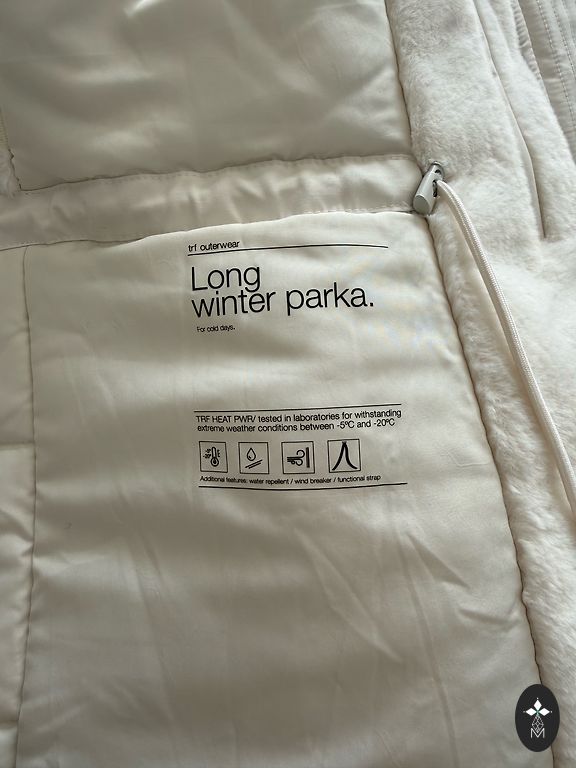 trf outerwear
Long
winter parka.
For cold days.
TRF HEAT PWR/ tested in laboratories for withstanding
extreme weather conditions between -5ºC and -20ºC
Additional features: water repellent / wind breaker / functional strap
M